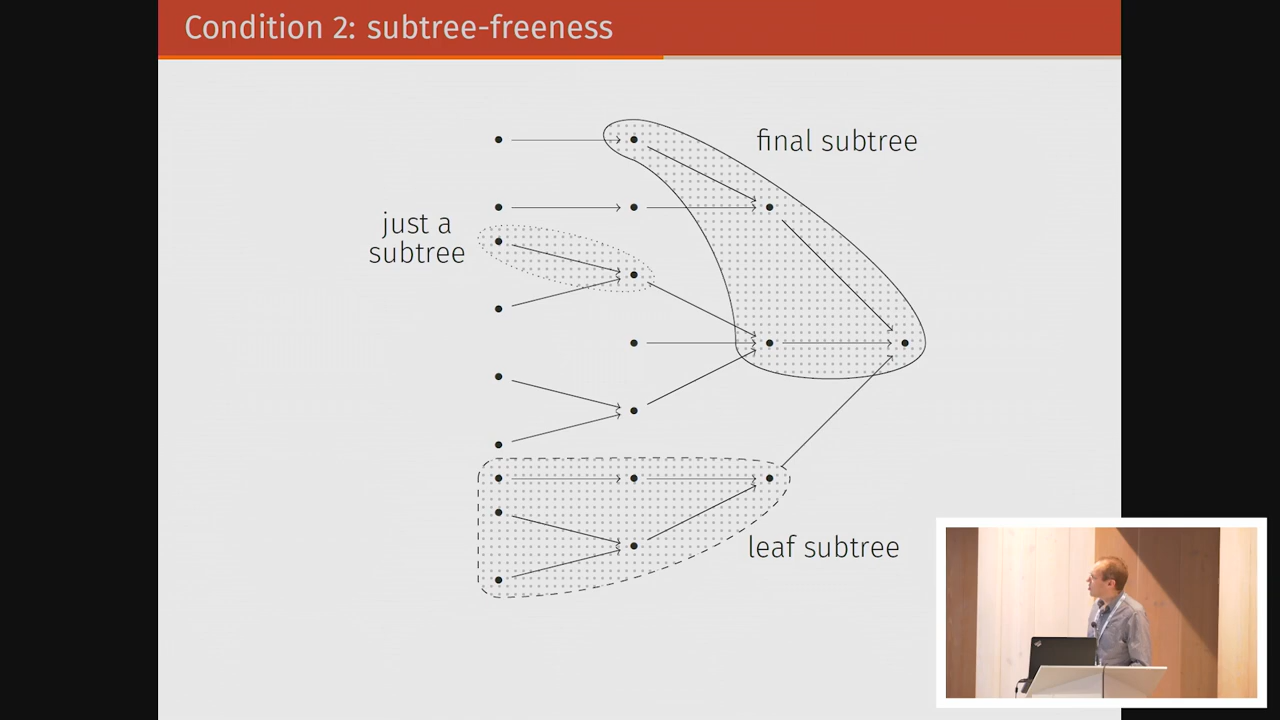 Condition 2: subtree-freeness
final subtree
just a
subtree
leaf subtree